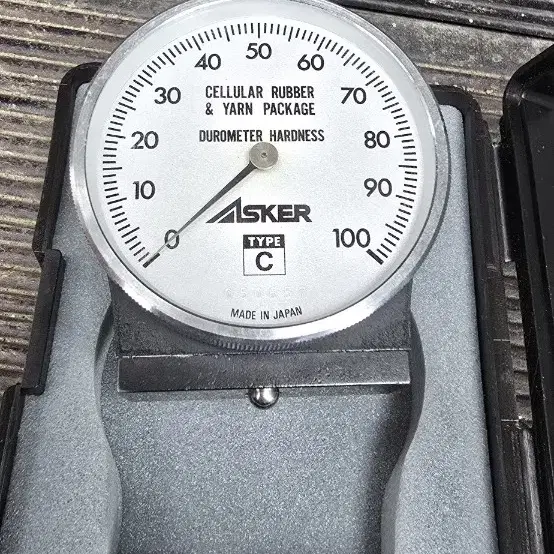 50
40 60
30 70
CELLULAR RUBBER
& YARN PACKAGE
DUROMETER HARDNESS
20 80
10 90
ASKER
0 100
TYPE
C
MADE IN JAPAN